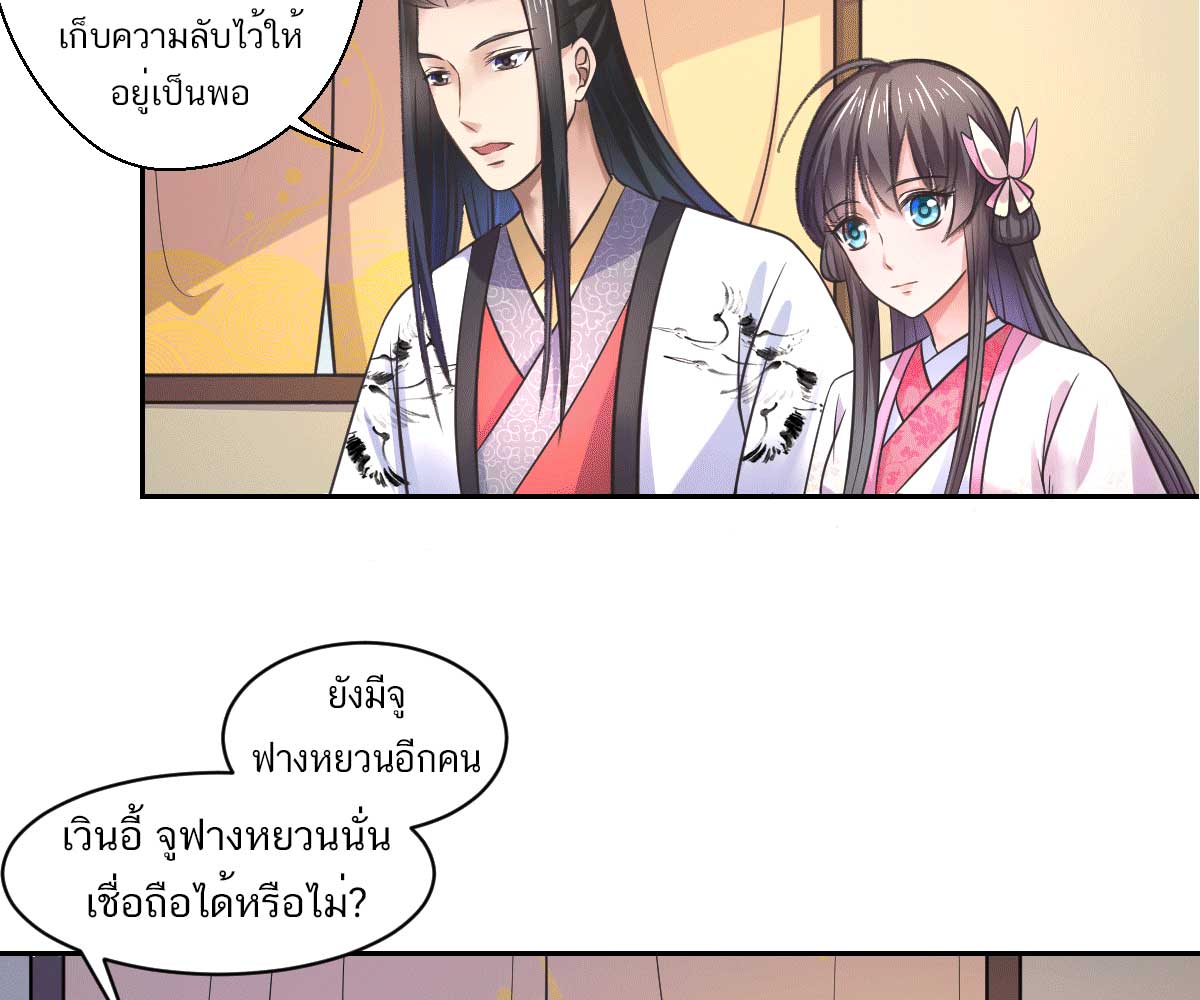 เก็บความลับไว้ให้
อยู่เป็นพอ
ยังมีจู
ฟางหยวนอีกคน
เวินอี้ จูฟางหยวนนั่น
เชื่อถือได้หรือไม่?